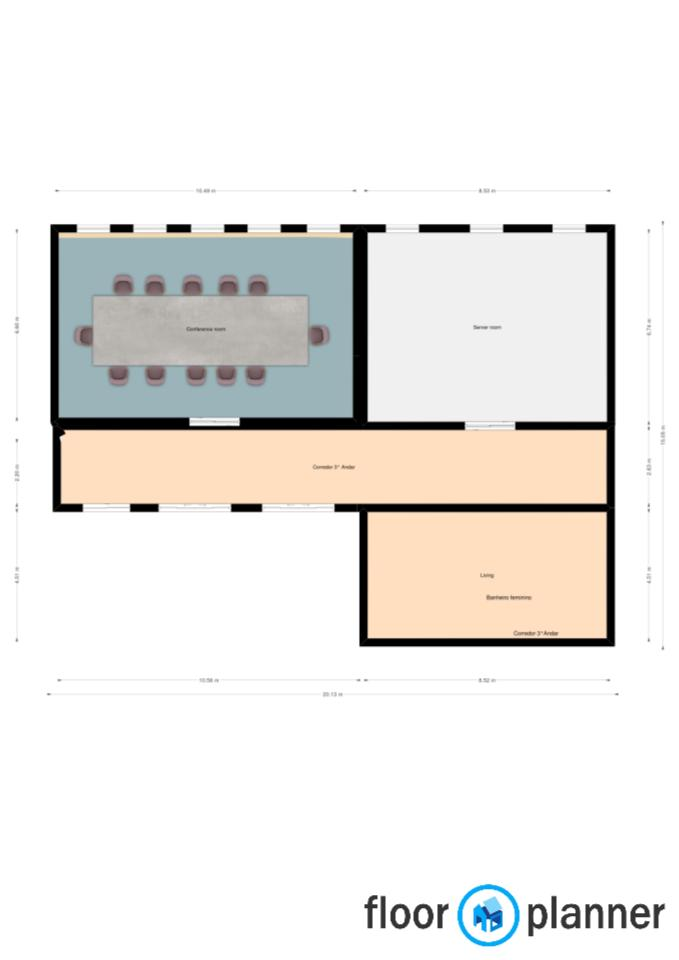 10.49 m
8.50 m
Conference room
Server room
6.60 m
6.74 m
15.05 m
Corredor 3° Andar
2.20 m
2.63 m
Living
Banheiro feminino
4.51 m
4.51 m
Corredor 3°Andar
10.56 m
8.52 m
20.13 m
floor planner